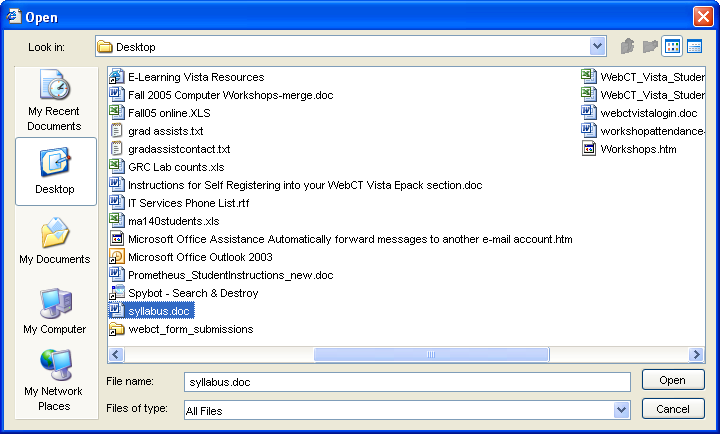 Open
Look in:
Desktop
My Recent
Documents
Desktop
My Documents
My Computer
My Network
Places
E-Learning Vista Resources
Fall 2005 Computer Workshops-merge.doc
Fall05 online.XLS
grad assists.txt
gradassistcontact.txt
GRC Lab counts.xls
Instructions for Self Registering into your WebCT Vista Epack section.doc
IT Services Phone List.rtf
ma140students.xls
Microsoft Office Assistance Automatically forward messages to another e-mail account.htm
Microsoft Office Outlook 2003
Prometheus_StudentInstructions_new.doc
Spybot - Search & Destroy
syllabus.doc
webct_form_submissions
WebCT_Vista_Studen
WebCT_Vista_Studen
webctvistalogin.doc
workshopattendance-
Workshops.htm
File name:
syllabus.doc
Open
Files of type:
All Files
Cancel